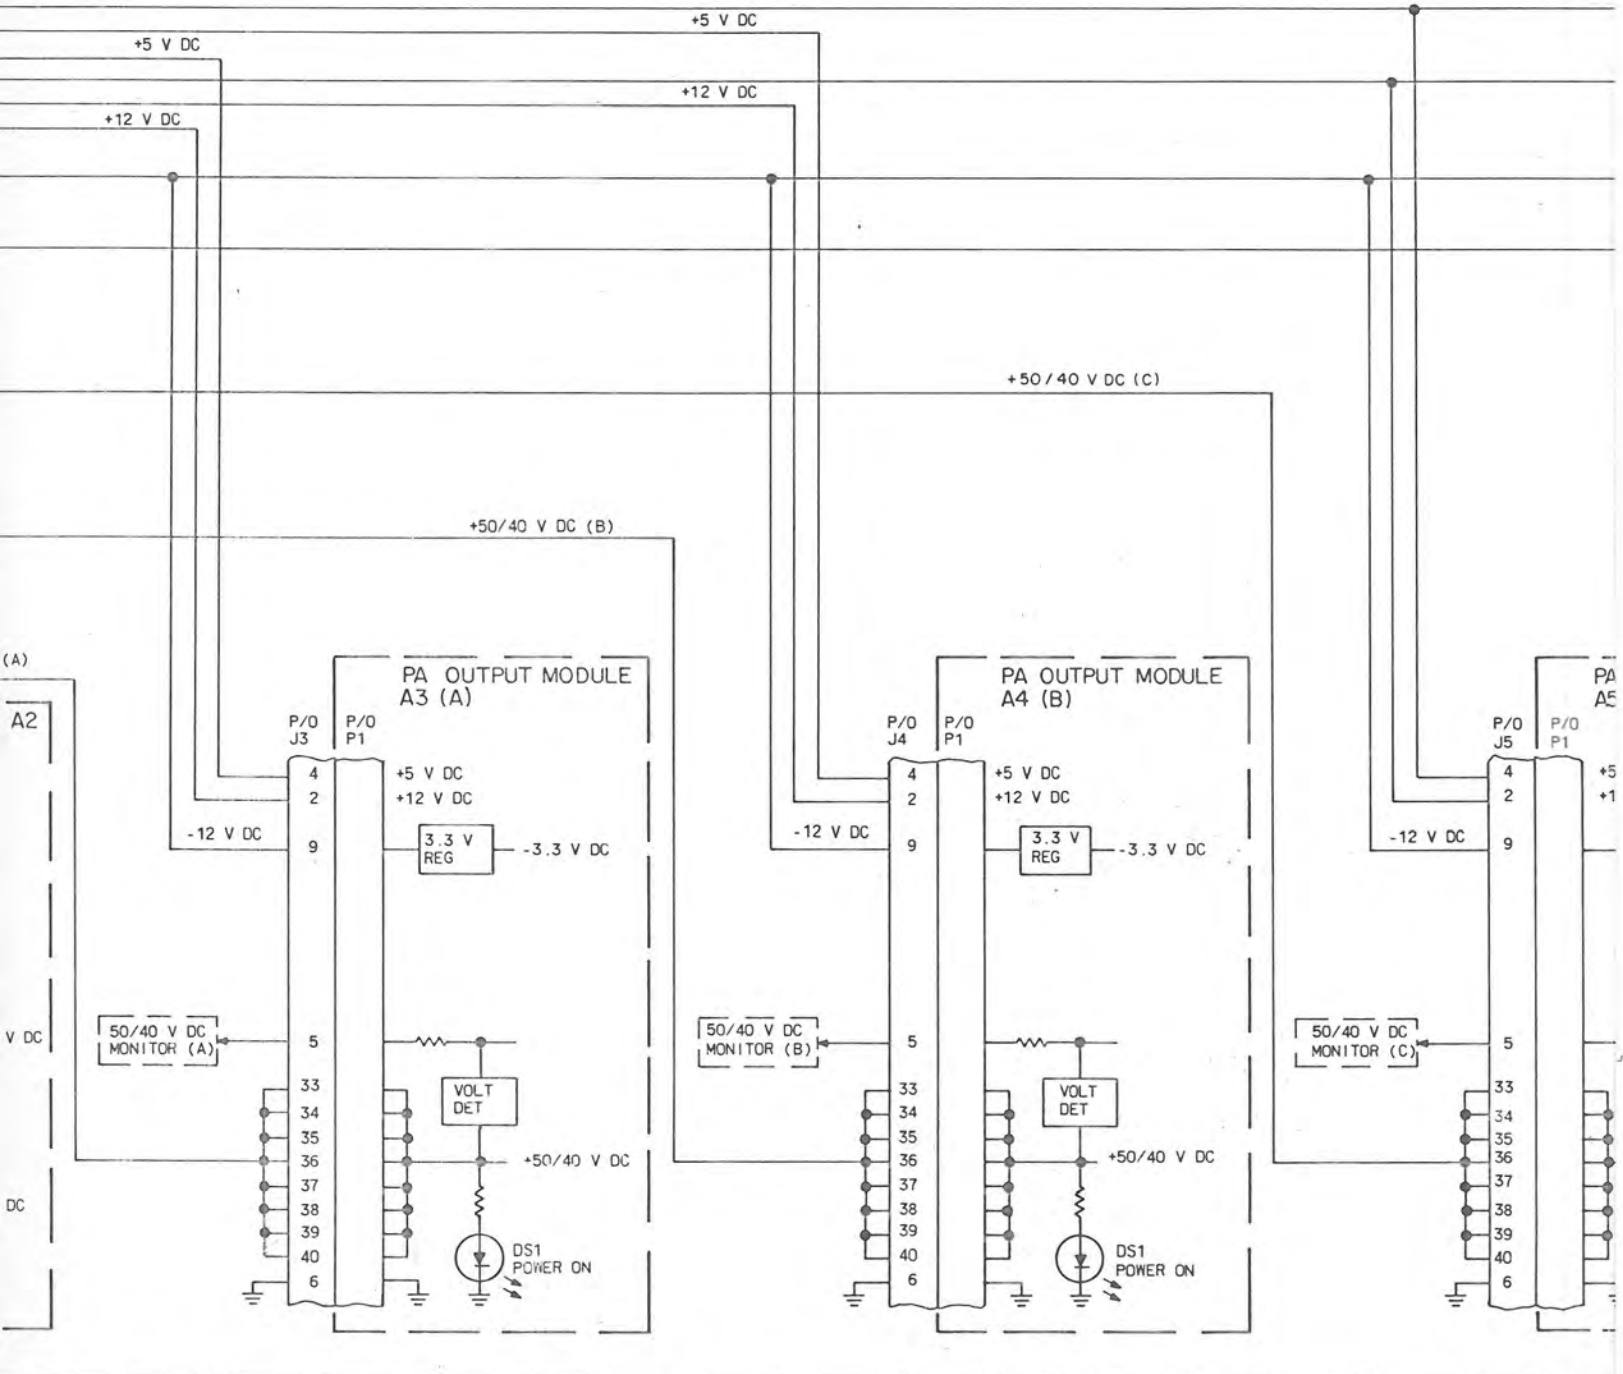 +5 V DC
+5 V DC
+12 V DC
+12 V DC
+50/40 V DC (C)
+50/40 V DC (B)
(A)
A2
V DC
DC
PA OUTPUT MODULE
A3 (A)
P/O
J3
P/O
P1
4
+5 V DC
2
+12 V DC
-12 V DC
9
3.3 V
REG
-3.3 V DC
50/40 V DC
MONITOR (A)
5
VOLT
DET
33
34
35
36
37
38
39
40
6
+50/40 V DC
DS1
POWER ON
PA OUTPUT MODULE
A4 (B)
P/O
J4
P/O
P1
4
+5 V DC
2
+12 V DC
-12 V DC
9
3.3 V
REG
-3.3 V DC
50/40 V DC
MONITOR (B)
5
VOLT
DET
33
34
35
36
37
38
39
40
6
+50/40 V DC
DS1
POWER ON
PA
A5
P/O
J5
P/O
P1
4
+5
2
+1
-12 V DC
9
50/40 V DC
MONITOR (C)
5
33
34
35
36
37
38
39
40
6